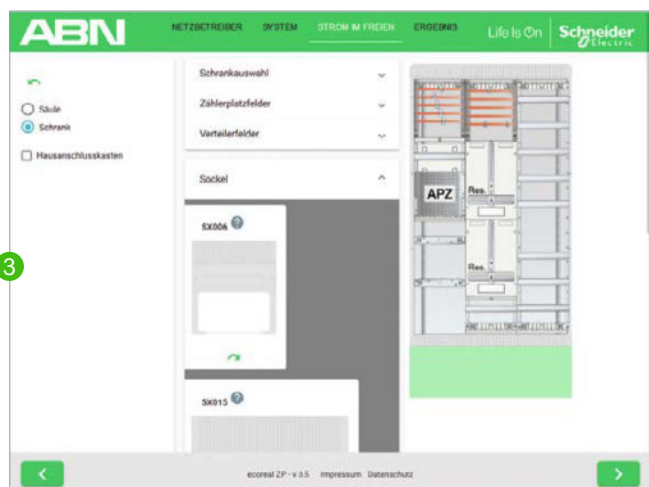 ABN
NETZBETREIBER SYSTEM STROM IM FREIEN ERGEBNIS
Life Is On Schneider Electric
Säule
Schrank
Hausanschlusskasten
Schrankauswahl
Zählerplatzfelder
Verteilerfelder
Sockel
SX006 ?
SX015 ?
APZ
Res.
Res.
3
< ecoreal ZP - v 3.5 Impressum Datenschutz >